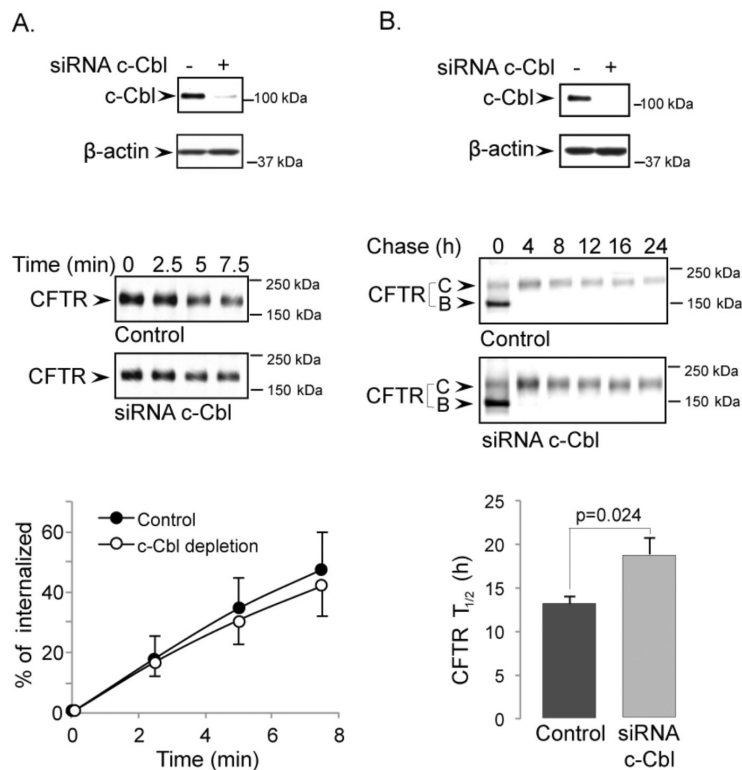 A.
siRNA c-Cbl - +
c-Cbl
100 kDa
β-actin
37 kDa
Time (min) 0 2.5 5 7.5
250 kDa
CFTR
150 kDa
Control
250 kDa
CFTR
150 kDa
siRNA c-Cbl
% of internalized
60
40
20
0
Control
c-Cbl depletion
0 2 4 6 8
Time (min)
B.
siRNA c-Cbl - +
c-Cbl
100 kDa
β-actin
37 kDa
Chase (h) 0 4 8 12 16 24
250 kDa
CFTR C
B
150 kDa
Control
250 kDa
CFTR C
B
150 kDa
siRNA c-Cbl
CFTR T1/2 (h)
25
20
15
10
5
0
p=0.024
Control siRNA
c-Cbl